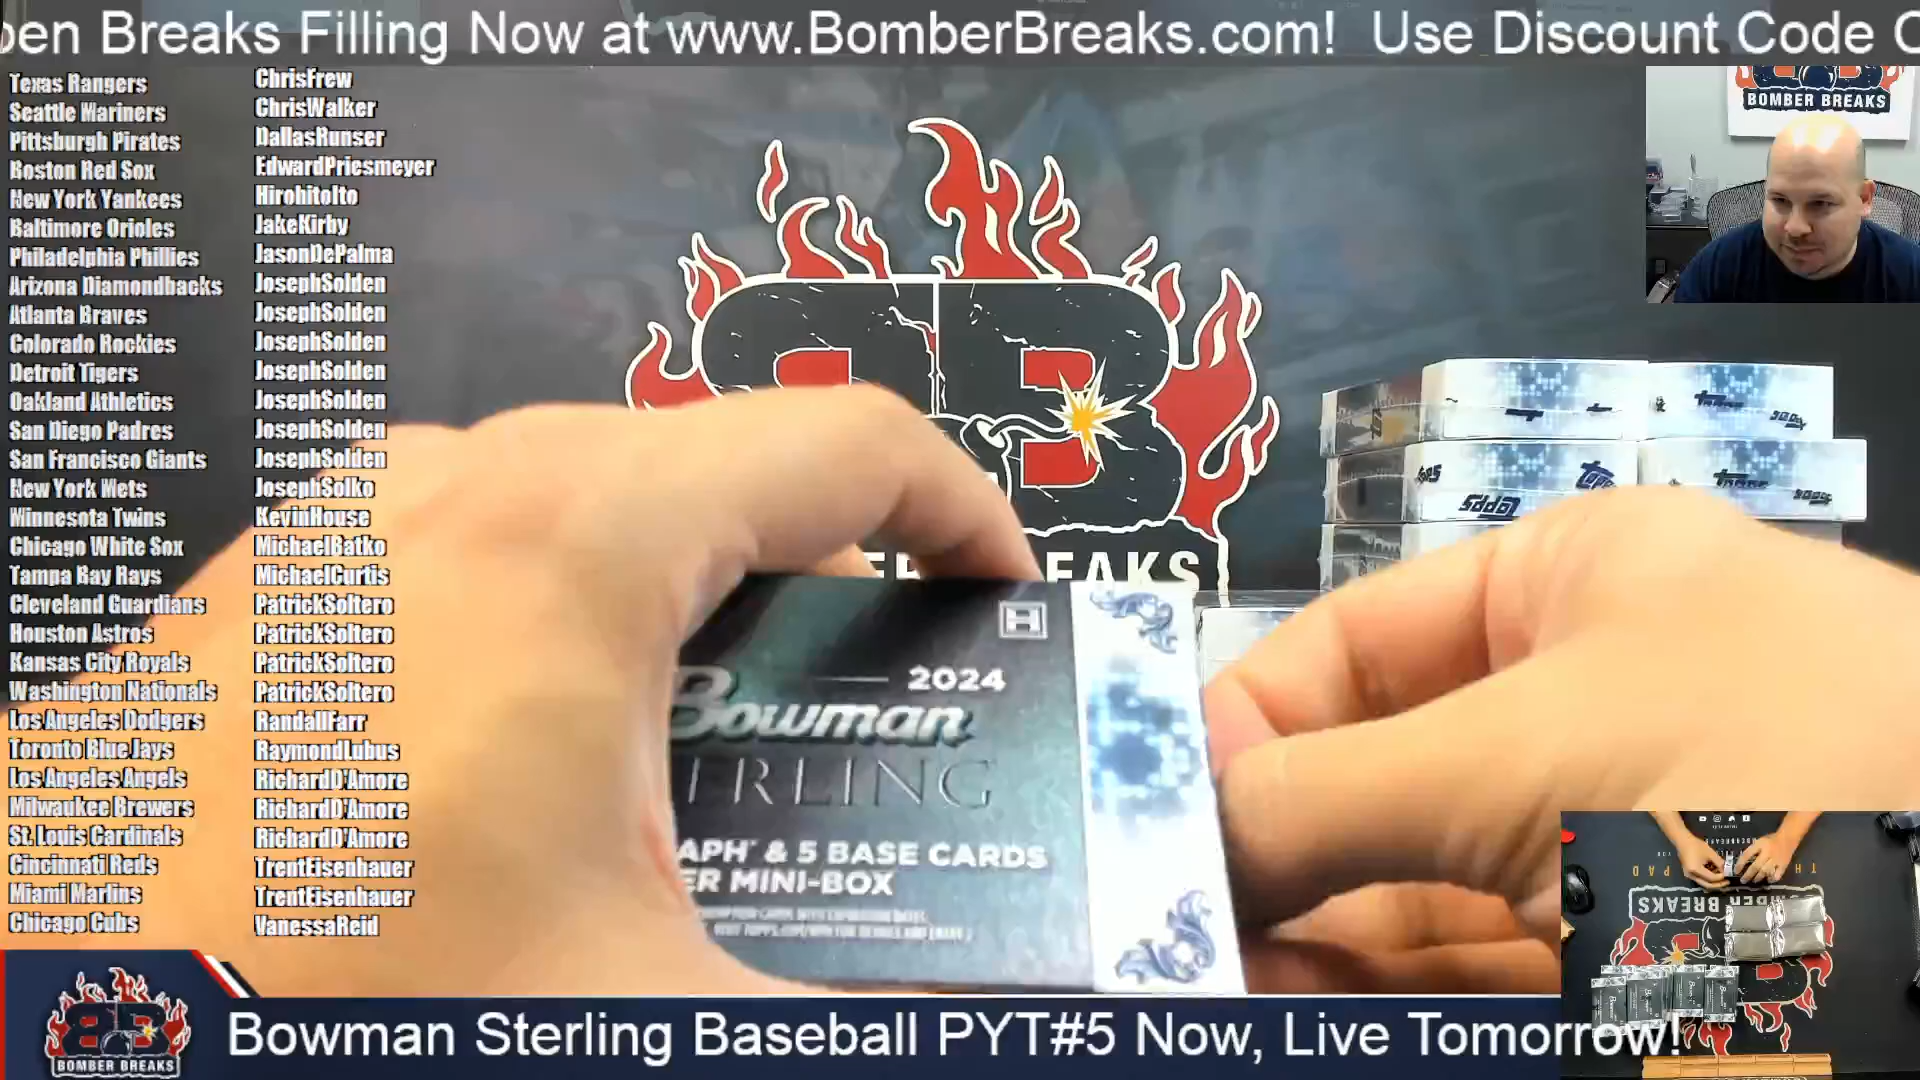 pen Breaks Filling Now at www.BomberBreaks.com! Use Discount Code
BOMBER BREAKS
Texas Rangers ChrisFrew
Seattle Mariners ChrisWalker
Pittsburgh Pirates DallasRunser
Boston Red Sox EdwardPriesmeyer
New York Yankees HirohitoIto
Baltimore Orioles JakeKirby
Philadelphia Phillies JasonDePalma
Arizona Diamondbacks JosephSolden
Atlanta Braves JosephSolden
Colorado Rockies JosephSolden
Detroit Tigers JosephSolden
Oakland Athletics JosephSolden
San Diego Padres JosephSolden
San Francisco Giants JosephSolden
New York Mets JosephSolko
Minnesota Twins KevinHouse
Chicago White Sox MichaelBatko
Tampa Bay Rays MichaelCurtis
Cleveland Guardians PatrickSoltero
Houston Astros PatrickSoltero
Kansas City Royals PatrickSoltero
Washington Nationals PatrickSoltero
Los Angeles Dodgers RandallFarr
Toronto Blue Jays RaymondLubus
Los Angeles Angels RichardD'Amore
Milwaukee Brewers RichardD'Amore
St. Louis Cardinals RichardD'Amore
Cincinnati Reds TrentEisenhauer
Miami Marlins TrentEisenhauer
Chicago Cubs VanessaReid
BB
H
2024
Bowman
ERLING
APH & 5 BASE CARDS
ER MINI-BOX
topps
BREAKS
BOMBER BREAKS
Bowman Sterling Baseball PYT#5 Now, Live Tomorrow!